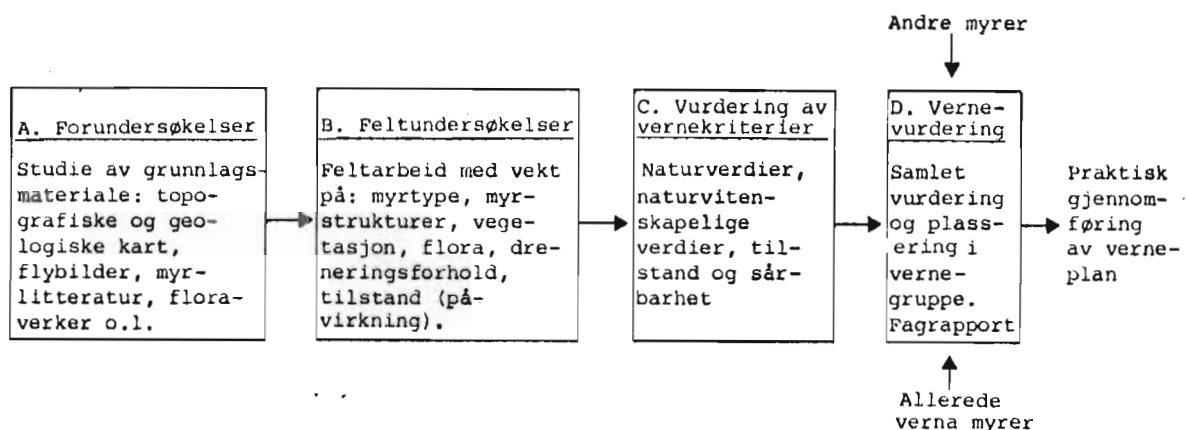 Andre myrer
A. Forundersøkelser
Studie av grunnlags-
materiale: topo-
grafiske og geo-
logiske kart,
flybilder, myr-
litteratur, flora-
verker o.l.
B. Feltundersøkelser
Feltarbeid med vekt
på: myrtype, myr-
strukturer, vege-
tasjon, flora, dre-
neringsforhold,
tilstand (på-
virkning).
C. Vurdering av
vernekriterier
Naturverdier,
naturviten-
skapelige
verdier, til-
stand og sår-
barhet
D. Verne-
vurdering
Samlet
vurdering
og plass-
ering i
verne-
gruppe.
Fagrapport
Praktisk
gjennom-
føring
av verne-
plan
Allerede
verna myrer